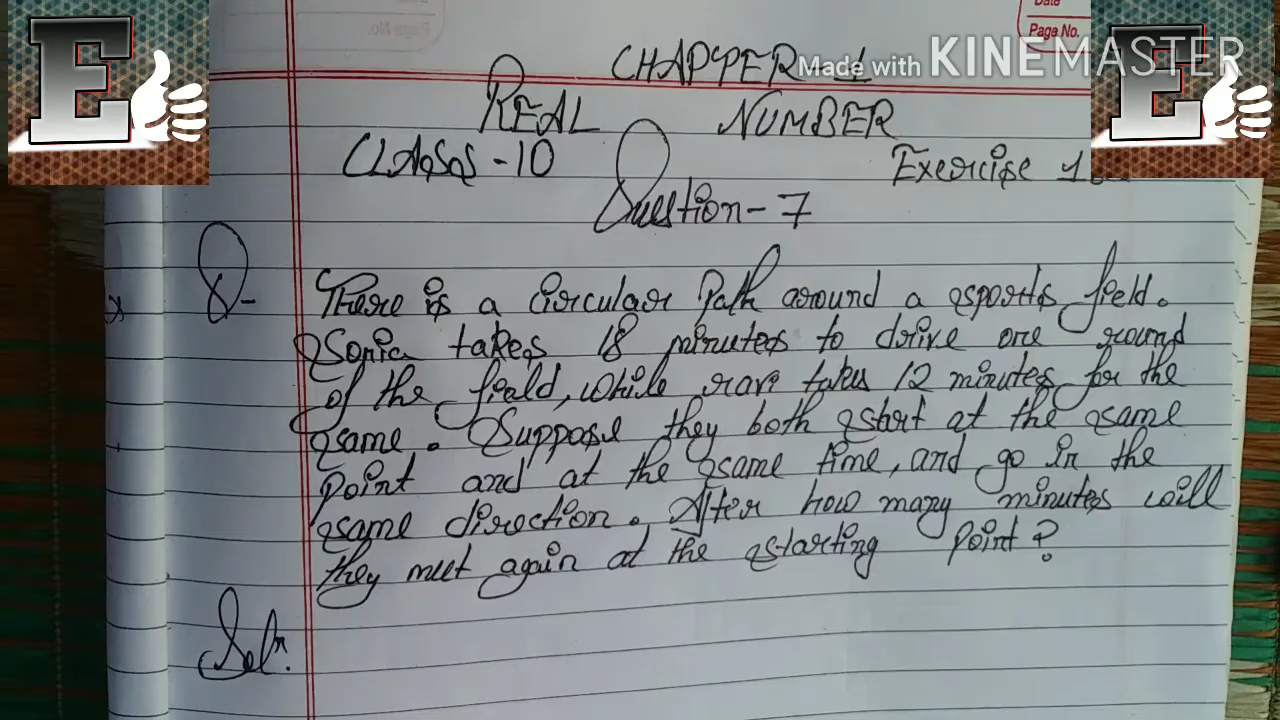 Date
Page No.
Page No.
E
E
Made with KINEMASTER
CHAPTER - 1
REAL NUMBER
CLASS - 10
Exercise
Question - 7
Q- There is a circular path around a sports field.
Sonia takes 18 minutes to drive one round
of the field, while ravi takes 12 minutes for the
same. Suppose they both start at the same
point and at the same time, and go in the
same direction. After how many minutes will
they meet again at the starting point?
Solⁿ.